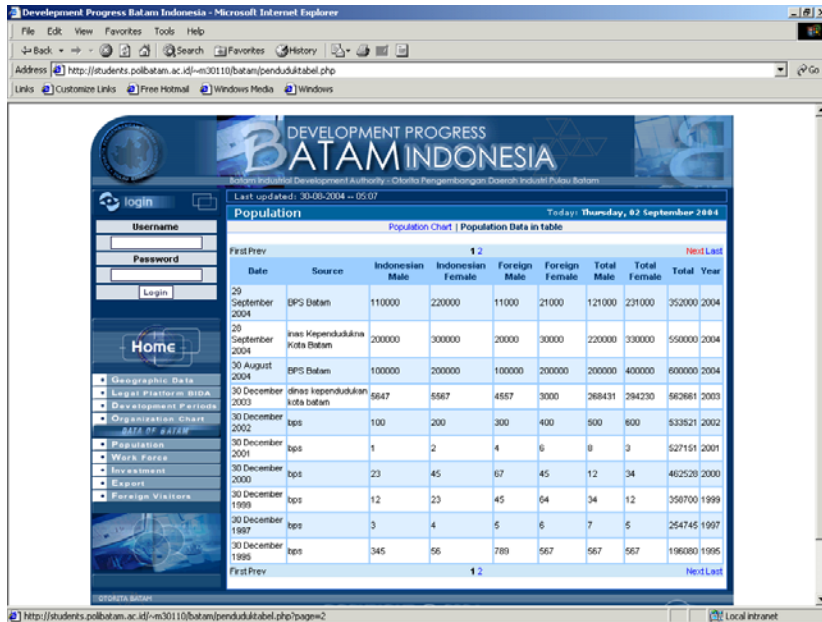 Development Progress Batam Indonesia - Microsoft Internet Explorer
File Edit View Favorites Tools Help
Back Search Favorites History
Address http://students.polibatam.ac.id/~m30110/batam/penduduktabel.php Go
Links Customize Links Free Hotmail Windows Media Windows
DEVELOPMENT PROGRESS
BATAM INDONESIA
Batam Industrial Development Authority - Otorita Pengembangan Daerah Industri Pulau Batam
login
Last updated: 30-08-2004 -- 05:07
Population Today: Thursday, 02 September 2004
Population Chart | Population Data in table
Username
Password
Login
Home
Geographic Data
Legal Platform BIDA
Development Periods
Organization Chart
DATA OF BATAM
Population
Work Force
Investment
Export
Foreign Visitors
First Prev 1 2 Next Last
Date Source Indonesian Male Indonesian Female Foreign Male Foreign Female Total Male Total Female Total Year
29 September 2004 BPS Batam 110000 220000 11000 21000 121000 231000 352000 2004
28 September 2004 inas Kependudukna Kota Batam 200000 300000 20000 30000 220000 330000 550000 2004
30 August 2004 BPS Batam 100000 200000 100000 200000 200000 400000 600000 2004
30 December 2003 dinas kependudukan kota batam 5647 5567 4557 3000 268431 294230 562661 2003
30 December 2002 bps 100 200 300 400 500 600 533521 2002
30 December 2001 bps 1 2 4 6 8 3 527151 2001
30 December 2000 bps 23 45 67 45 12 34 462528 2000
30 December 1999 bps 12 23 45 64 34 12 358700 1999
30 December 1997 bps 3 4 5 6 7 5 254745 1997
30 December 1995 bps 345 56 789 567 567 567 196080 1995
First Prev 1 2 Next Last
OTORITA BATAM
http://students.polibatam.ac.id/~m30110/batam/penduduktabel.php?page=2 Local intranet